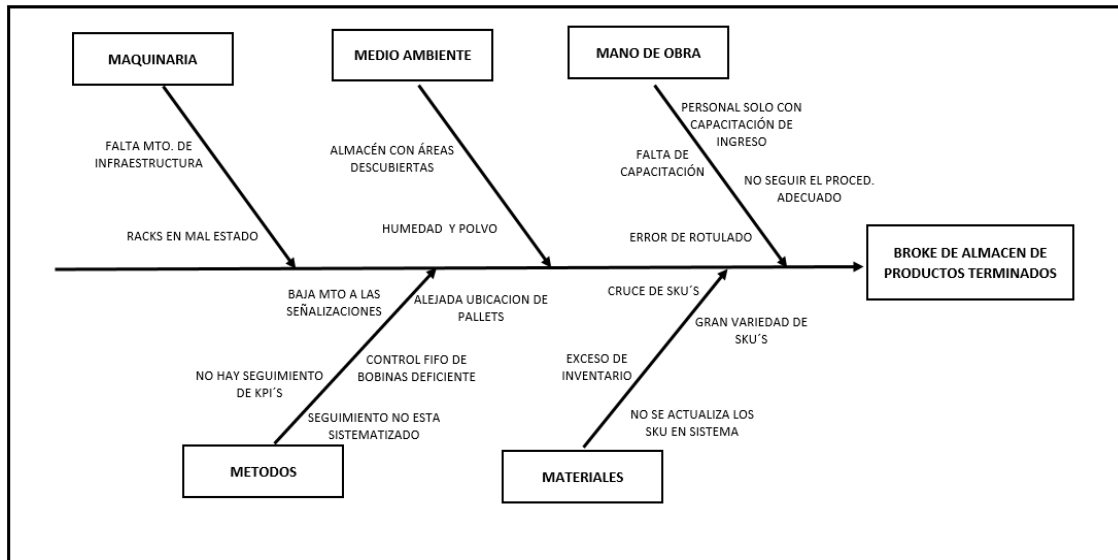 MAQUINARIA
MEDIO AMBIENTE
MANO DE OBRA
FALTA MTO. DE
INFRAESTRUCTURA
RACKS EN MAL ESTADO
ALMACÉN CON ÁREAS
DESCUBIERTAS
HUMEDAD Y POLVO
PERSONAL SOLO CON
CAPACITACIÓN DE
INGRESO
FALTA DE
CAPACITACIÓN
NO SEGUIR EL PROCED.
ADECUADO
ERROR DE ROTULADO
BROKE DE ALMACEN DE
PRODUCTOS TERMINADOS
BAJA MTO A LAS
SEÑALIZACIONES
ALEJADA UBICACION DE
PALLETS
NO HAY SEGUIMIENTO
DE KPI´S
CONTROL FIFO DE
BOBINAS DEFICIENTE
SEGUIMIENTO NO ESTA
SISTEMATIZADO
CRUCE DE SKU´S
GRAN VARIEDAD DE
SKU´S
EXCESO DE
INVENTARIO
NO SE ACTUALIZA LOS
SKU EN SISTEMA
METODOS
MATERIALES